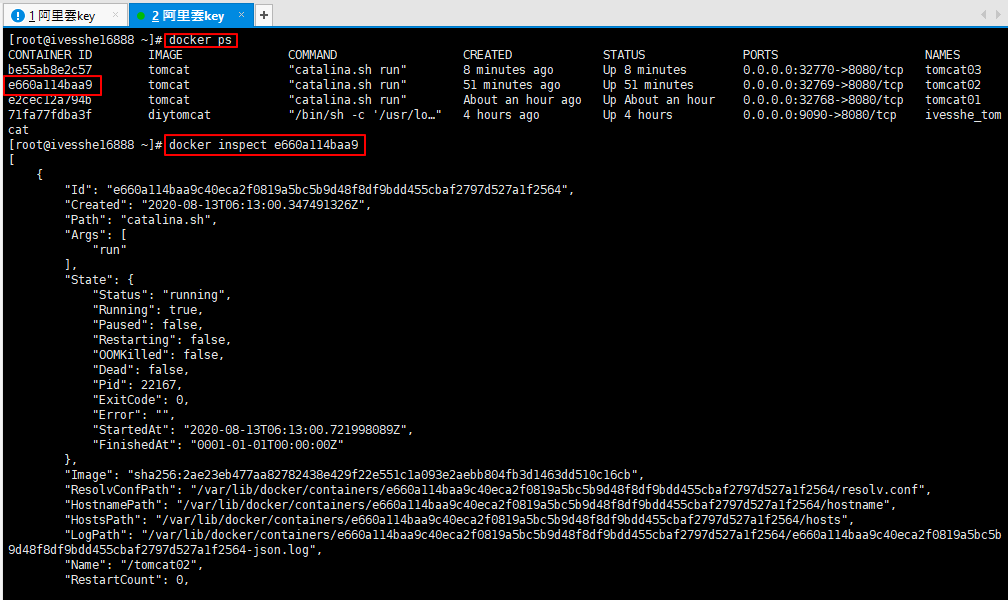 1 阿里雲key × 2 阿里雲key × +
[root@ivesshe16888 ~]# docker ps
CONTAINER ID IMAGE COMMAND CREATED STATUS PORTS NAMES
be55ab8e2c57 tomcat "catalina.sh run" 8 minutes ago Up 8 minutes 0.0.0.0:32770->8080/tcp tomcat03
e660a114baa9 tomcat "catalina.sh run" 51 minutes ago Up 51 minutes 0.0.0.0:32769->8080/tcp tomcat02
e2cec12a794b tomcat "catalina.sh run" About an hour ago Up About an hour 0.0.0.0:32768->8080/tcp tomcat01
71fa77fdba3f diytomcat "/bin/sh -c '/usr/lo…" 4 hours ago Up 4 hours 0.0.0.0:9090->8080/tcp ivesshe_tom
cat
[root@ivesshe16888 ~]# docker inspect e660a114baa9
[
{
"Id": "e660a114baa9c40eca2f0819a5bc5b9d48f8df9bdd455cbaf2797d527a1f2564",
"Created": "2020-08-13T06:13:00.347491326Z",
"Path": "catalina.sh",
"Args": [
"run"
],
"State": {
"Status": "running",
"Running": true,
"Paused": false,
"Restarting": false,
"OOMKilled": false,
"Dead": false,
"Pid": 22167,
"ExitCode": 0,
"Error": "",
"StartedAt": "2020-08-13T06:13:00.721998089Z",
"FinishedAt": "0001-01-01T00:00:00Z"
},
"Image": "sha256:2ae23eb477aa82782438e429f22e551c1a093e2aebb804fb3d1463dd510c16cb",
"ResolvConfPath": "/var/lib/docker/containers/e660a114baa9c40eca2f0819a5bc5b9d48f8df9bdd455cbaf2797d527a1f2564/resolv.conf",
"HostnamePath": "/var/lib/docker/containers/e660a114baa9c40eca2f0819a5bc5b9d48f8df9bdd455cbaf2797d527a1f2564/hostname",
"HostsPath": "/var/lib/docker/containers/e660a114baa9c40eca2f0819a5bc5b9d48f8df9bdd455cbaf2797d527a1f2564/hosts",
"LogPath": "/var/lib/docker/containers/e660a114baa9c40eca2f0819a5bc5b9d48f8df9bdd455cbaf2797d527a1f2564/e660a114baa9c40eca2f0819a5bc5b
9d48f8df9bdd455cbaf2797d527a1f2564-json.log",
"Name": "/tomcat02",
"RestartCount": 0,